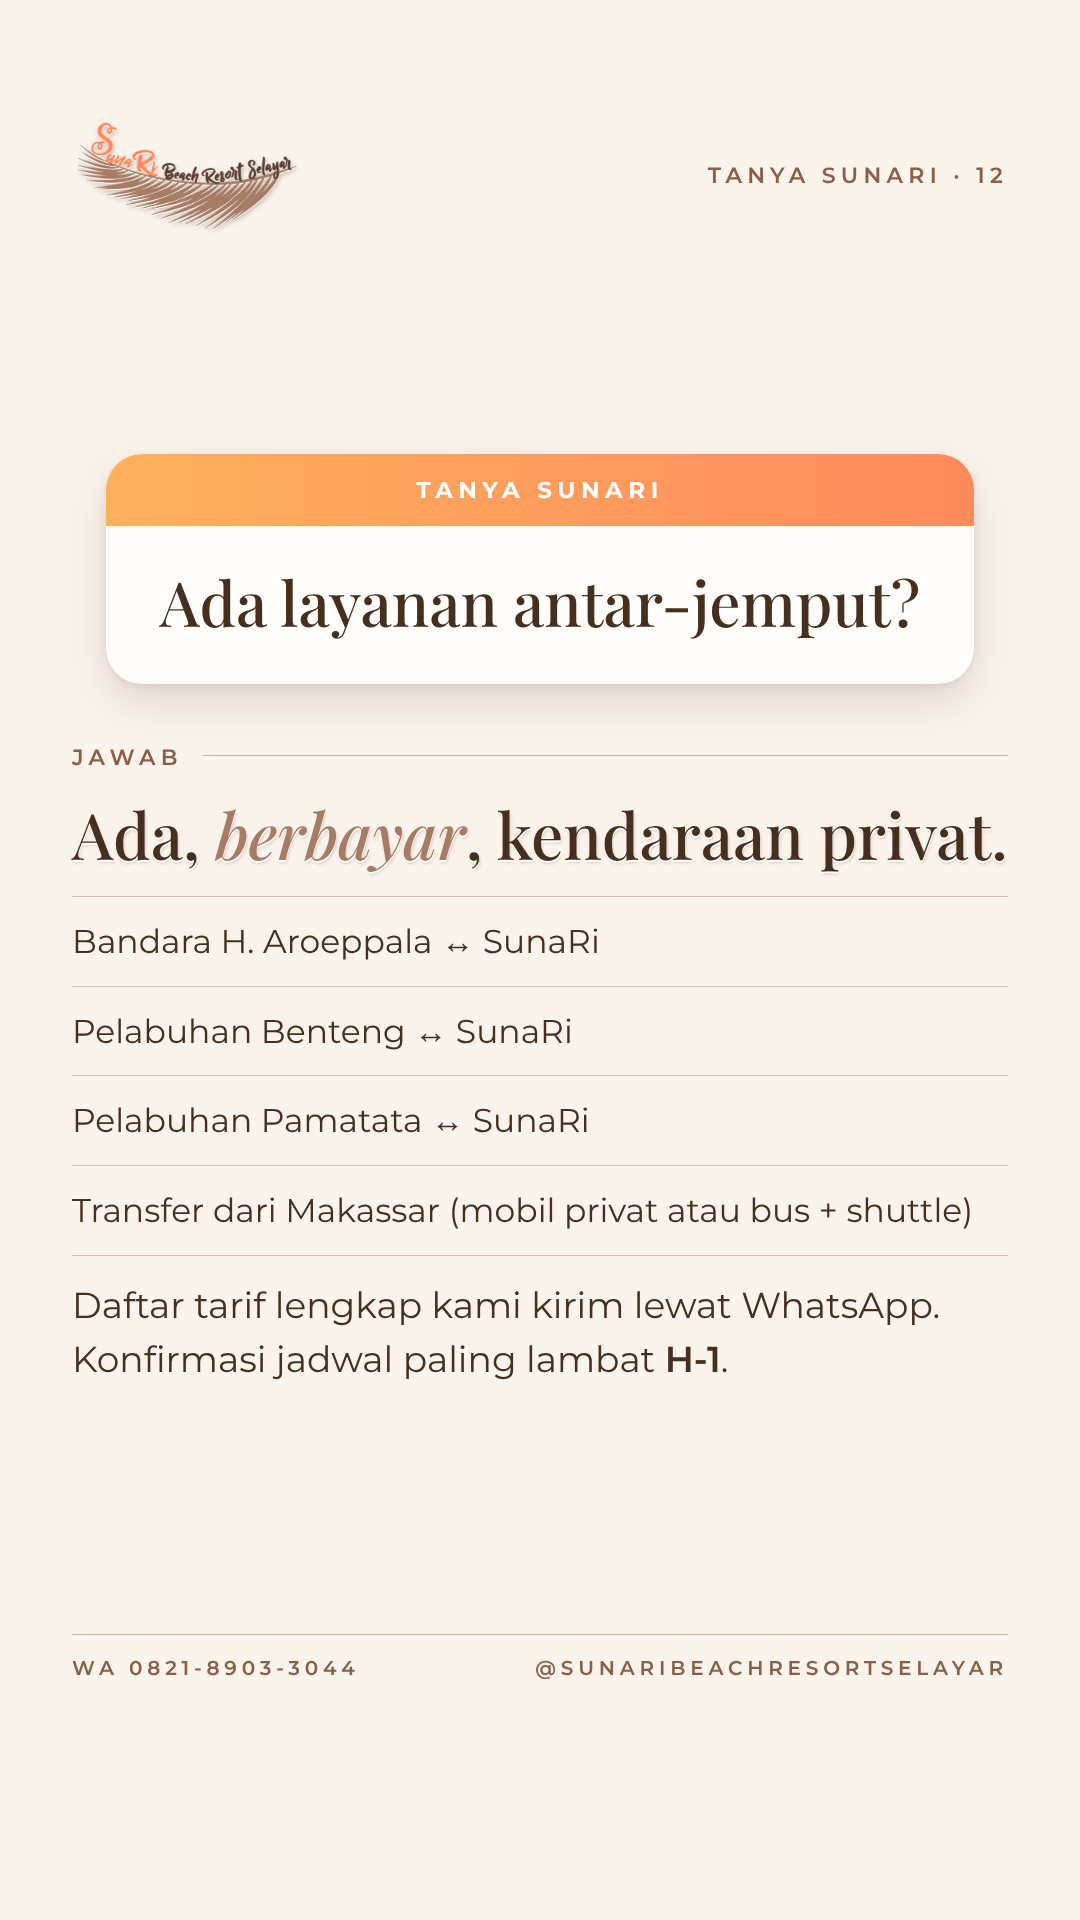 SunaRi Beach Resort Selayar
TANYA SUNARI · 12
TANYA SUNARI
Ada layanan antar-jemput?
JAWAB
Ada, berbayar, kendaraan privat.
Bandara H. Aroeppala ↔ SunaRi
Pelabuhan Benteng ↔ SunaRi
Pelabuhan Pamatata ↔ SunaRi
Transfer dari Makassar (mobil privat atau bus + shuttle)
Daftar tarif lengkap kami kirim lewat WhatsApp.
Konfirmasi jadwal paling lambat H-1.
WA 0821-8903-3044
@SUNARIBEACHRESORTSELAYAR